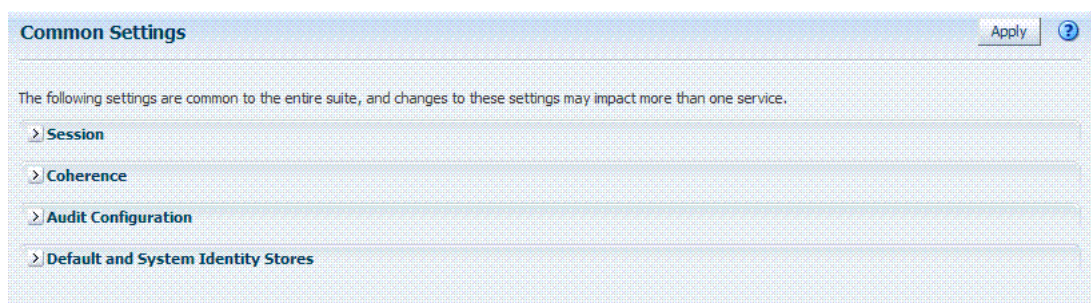 Common Settings
Apply
?
The following settings are common to the entire suite, and changes to these settings may impact more than one service.
Session
Coherence
Audit Configuration
Default and System Identity Stores